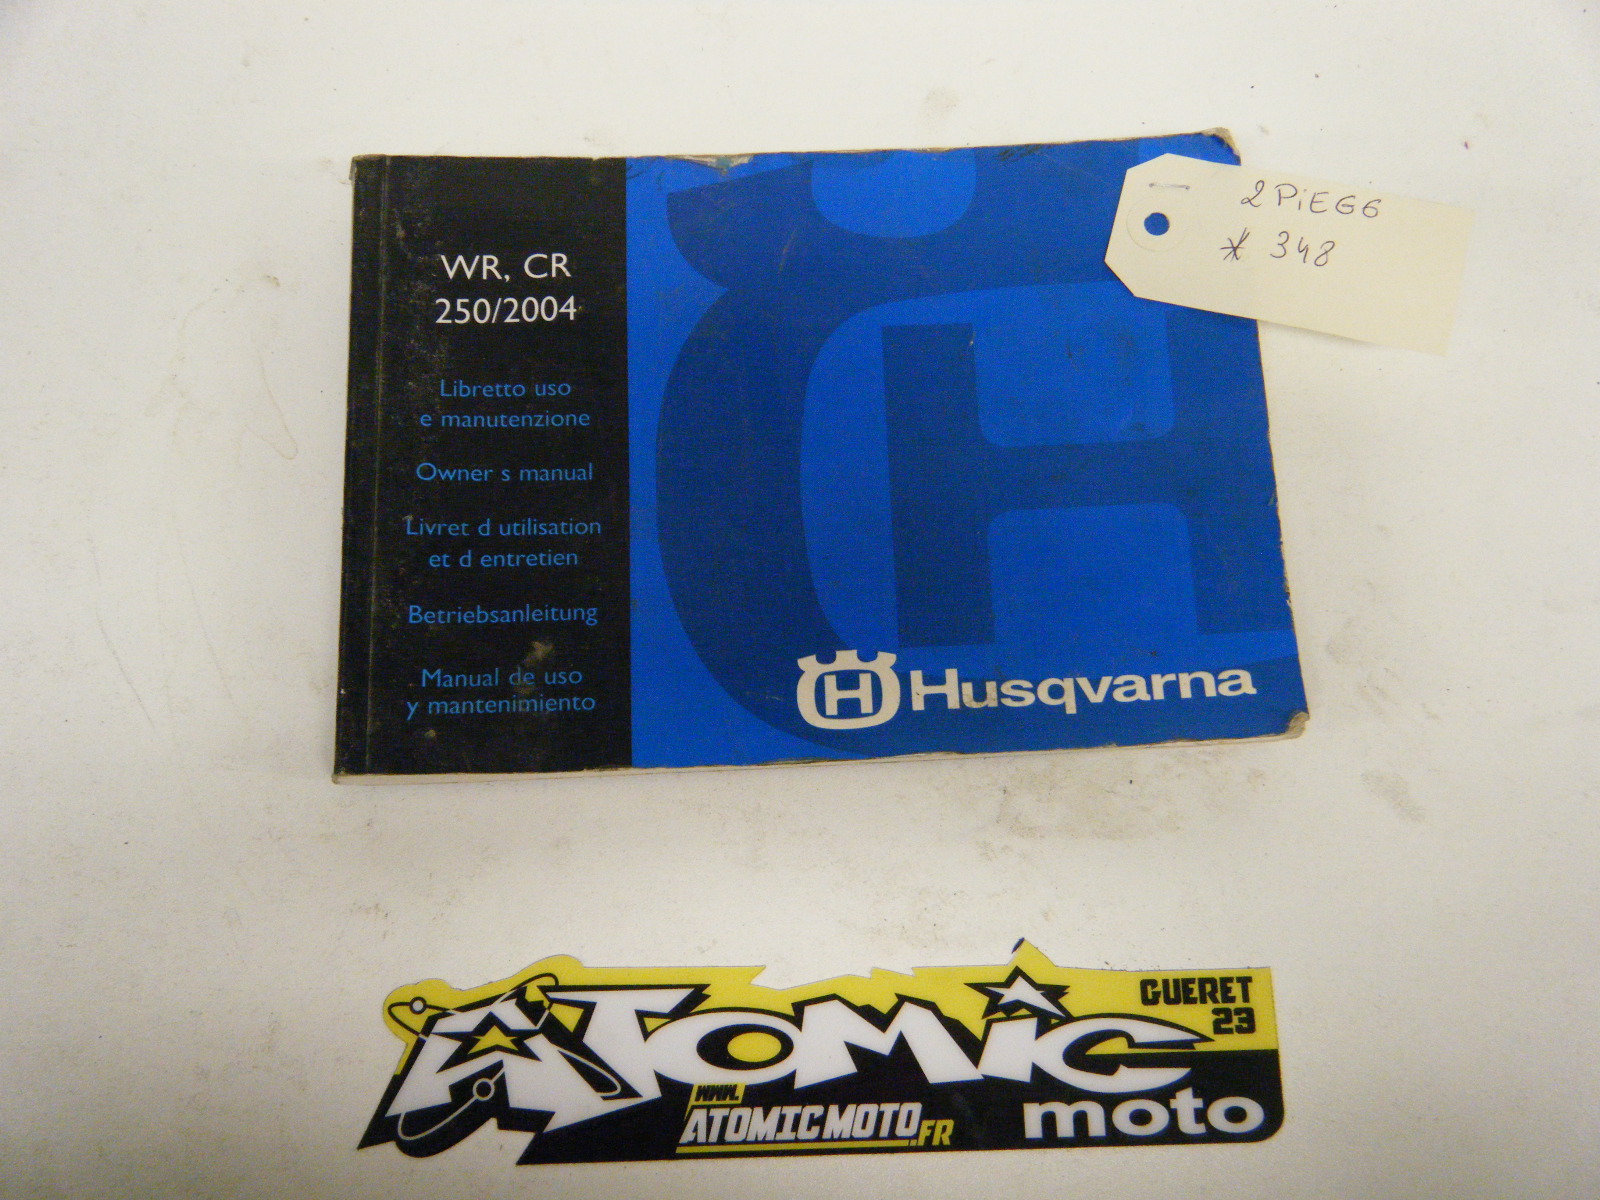 WR, CR
250/2004
Libretto uso
e manutenzione
Owner s manual
Livret d utilisation
et d entretien
Betriebsanleitung
Manual de uso
y mantenimiento
H Husqvarna
2PiEG6
* 348
ATOMiC
moto
GUERET
23
WWW.
ATOMICMOTO.FR